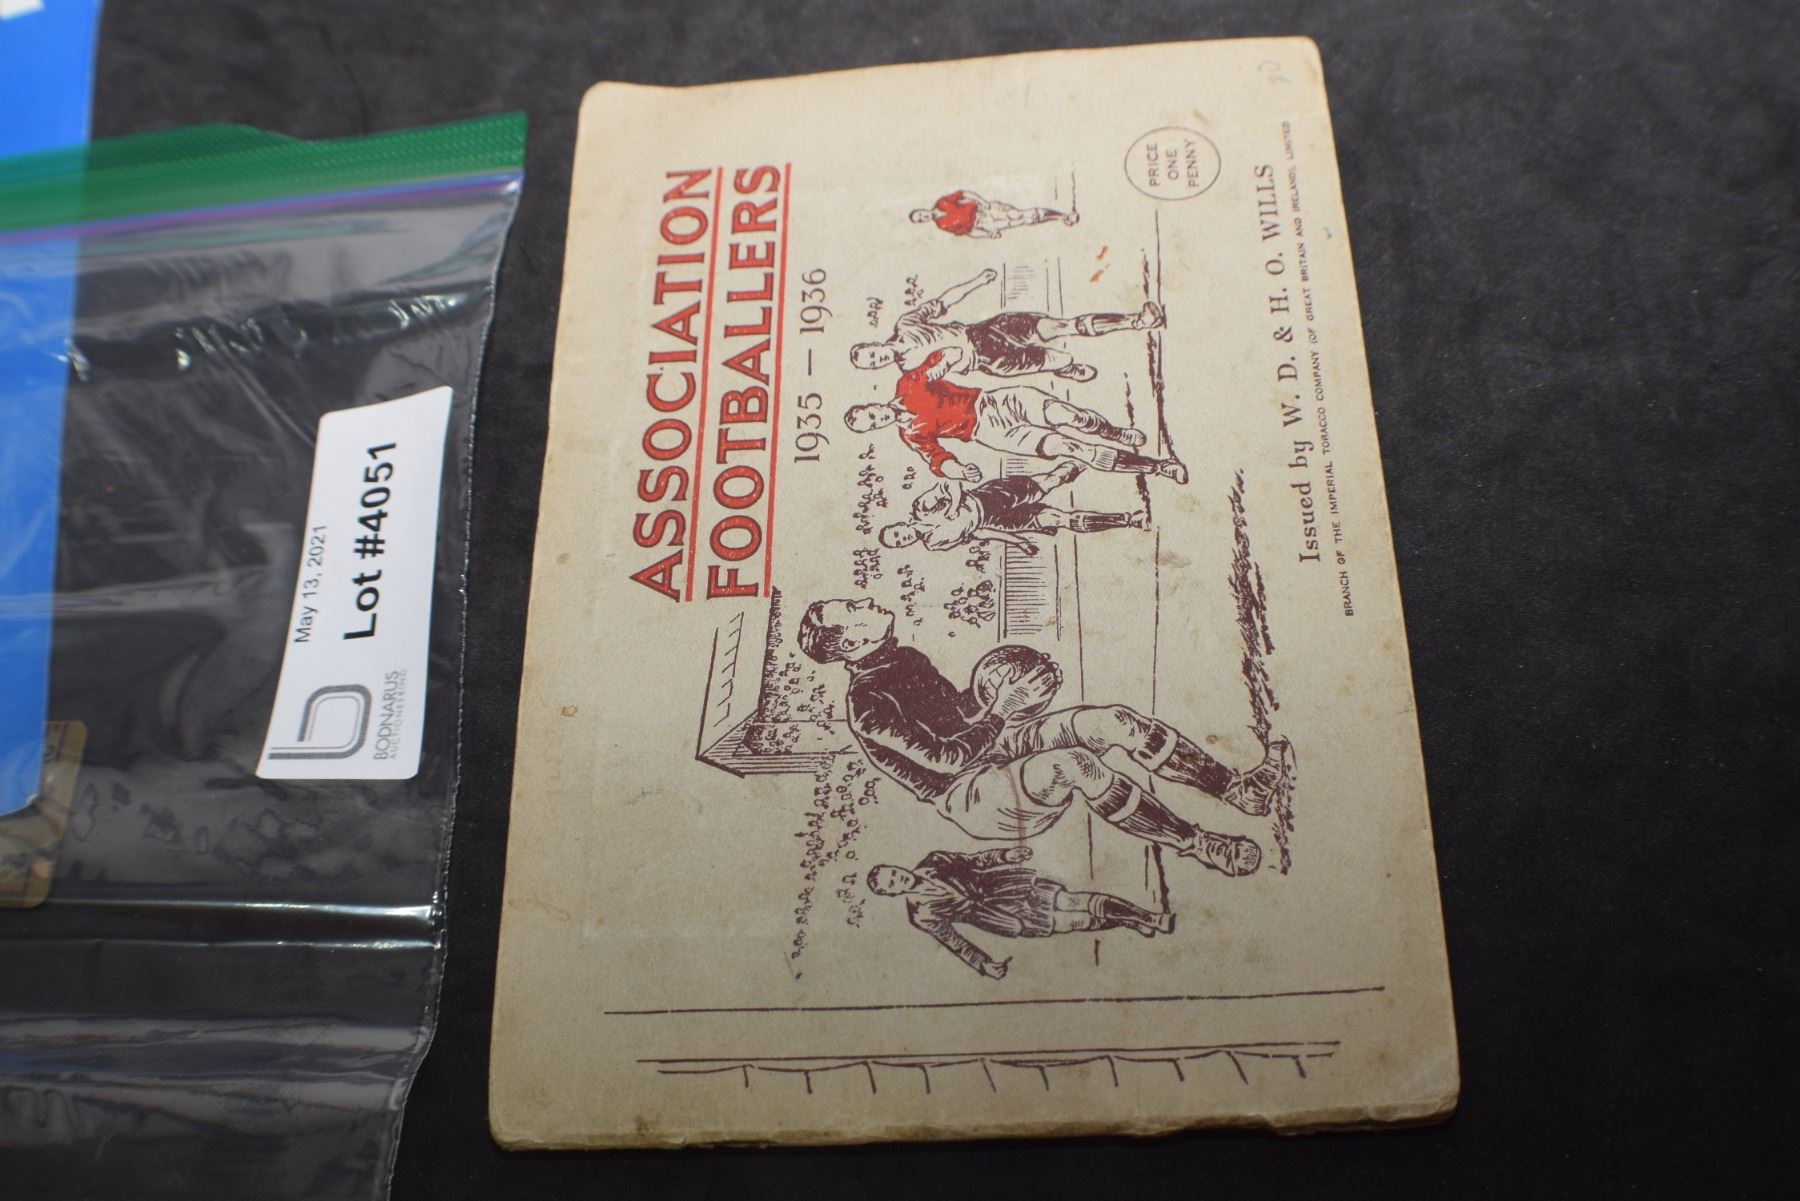 ASSOCIATION
FOOTBALLERS
1935 — 1936
PRICE
ONE
PENNY
Issued by W. D. & H. O. WILLS
BRANCH OF THE IMPERIAL TOBACCO COMPANY (OF GREAT BRITAIN AND IRELAND), LIMITED
May 13, 2021
Lot #4051
BODNARUS
AUCTIONEERING